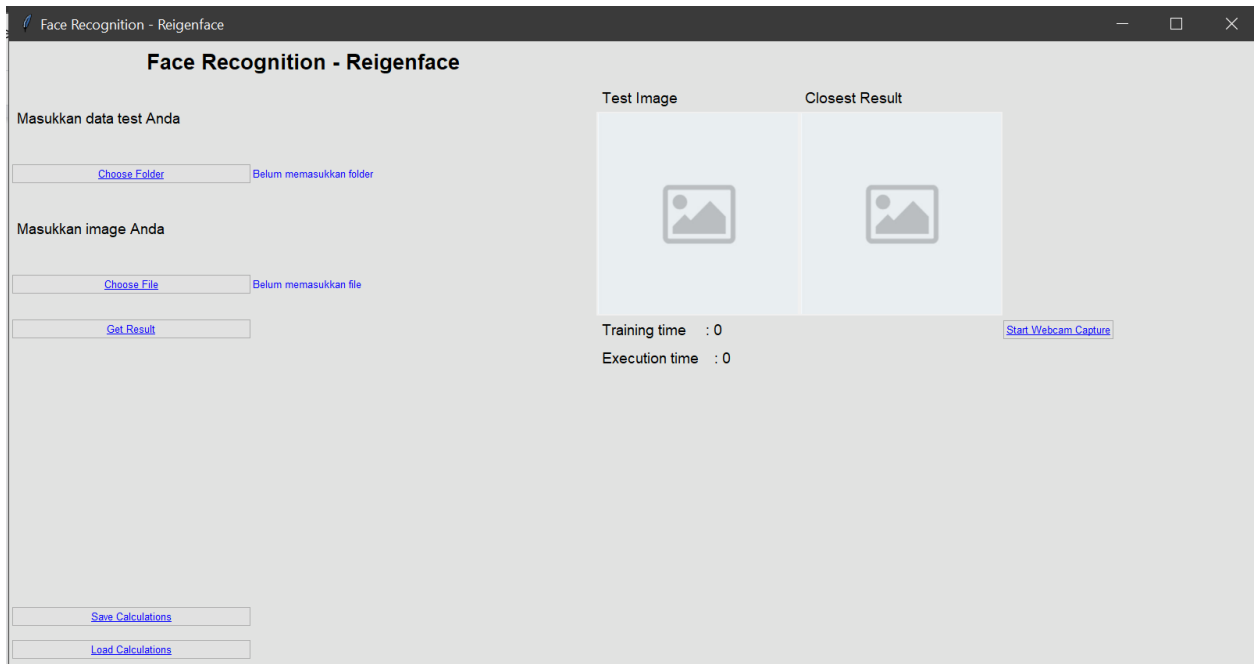 Face Recognition - Reigenface
Face Recognition - Reigenface
Masukkan data test Anda
Choose Folder Belum memasukkan folder
Masukkan image Anda
Choose File Belum memasukkan file
Get Result
Test Image Closest Result
Training time : 0
Start Webcam Capture
Execution time : 0
Save Calculations
Load Calculations